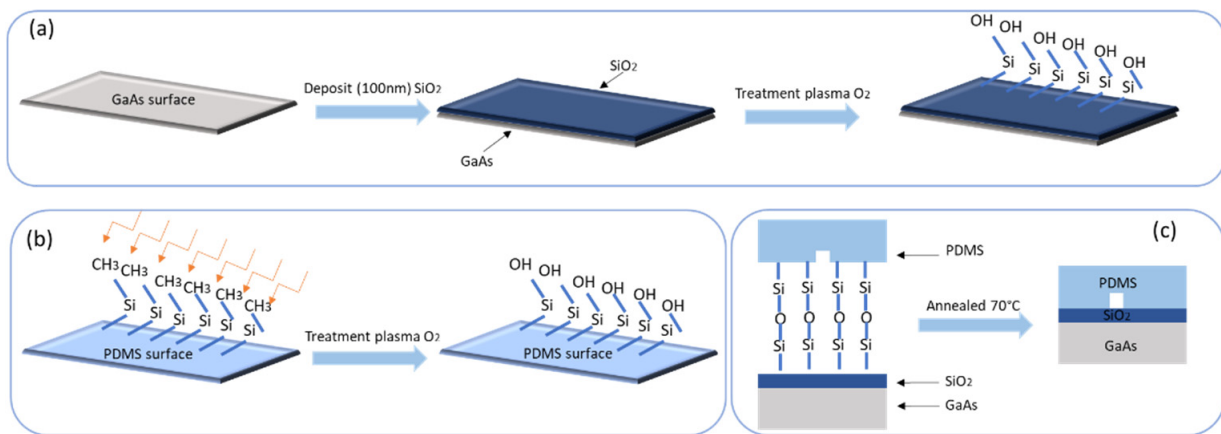 (a)
OH OH OH OH OH OH
Si Si Si Si Si Si
GaAs surface
Deposit (100nm) SiO₂
SiO₂
GaAs
Treatment plasma O₂
(b)
CH3 CH3 CH3 CH3 CH3 CH3
Si Si Si Si Si Si
PDMS surface
Treatment plasma O₂
OH OH OH OH OH OH
Si Si Si Si Si Si
PDMS surface
(c)
PDMS
Si Si Si Si
O O O O
Si Si Si Si
SiO₂
GaAs
Annealed 70°C
PDMS
SiO₂
GaAs